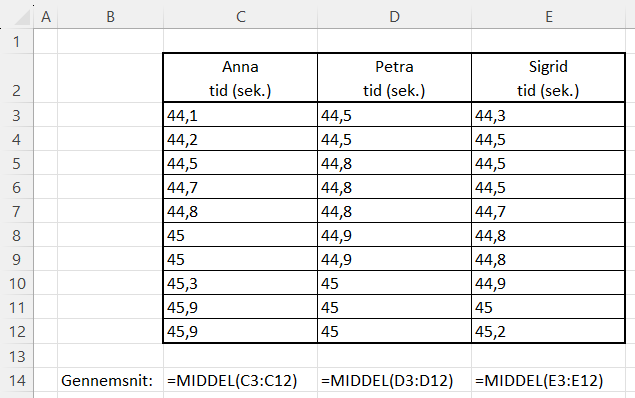 A B C D E
1
Anna Petra Sigrid
2 tid (sek.) tid (sek.) tid (sek.)
3 44,1 44,5 44,3
4 44,2 44,5 44,5
5 44,5 44,8 44,5
6 44,7 44,8 44,5
7 44,8 44,8 44,7
8 45 44,9 44,8
9 45 44,9 44,8
10 45,3 45 44,9
11 45,9 45 45
12 45,9 45 45,2
13
14 Gennemsnit: =MIDDEL(C3:C12) =MIDDEL(D3:D12) =MIDDEL(E3:E12)